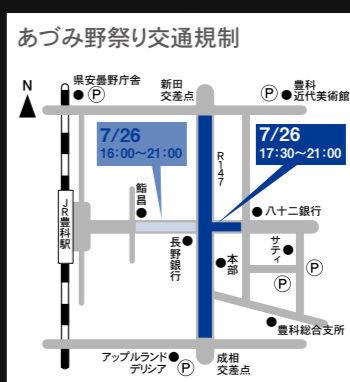 あづみ野祭り交通規制
N
県安曇野庁舎
P
新田
交差点
P
豊科
近代美術館
7/26
16:00～21:00
7/26
17:30～21:00
R147
鮨昌
八十二銀行
JR豊科駅
長野銀行
本部
サティ
P
P
豊科総合支所
アップルランド
デリシア
P
成相
交差点